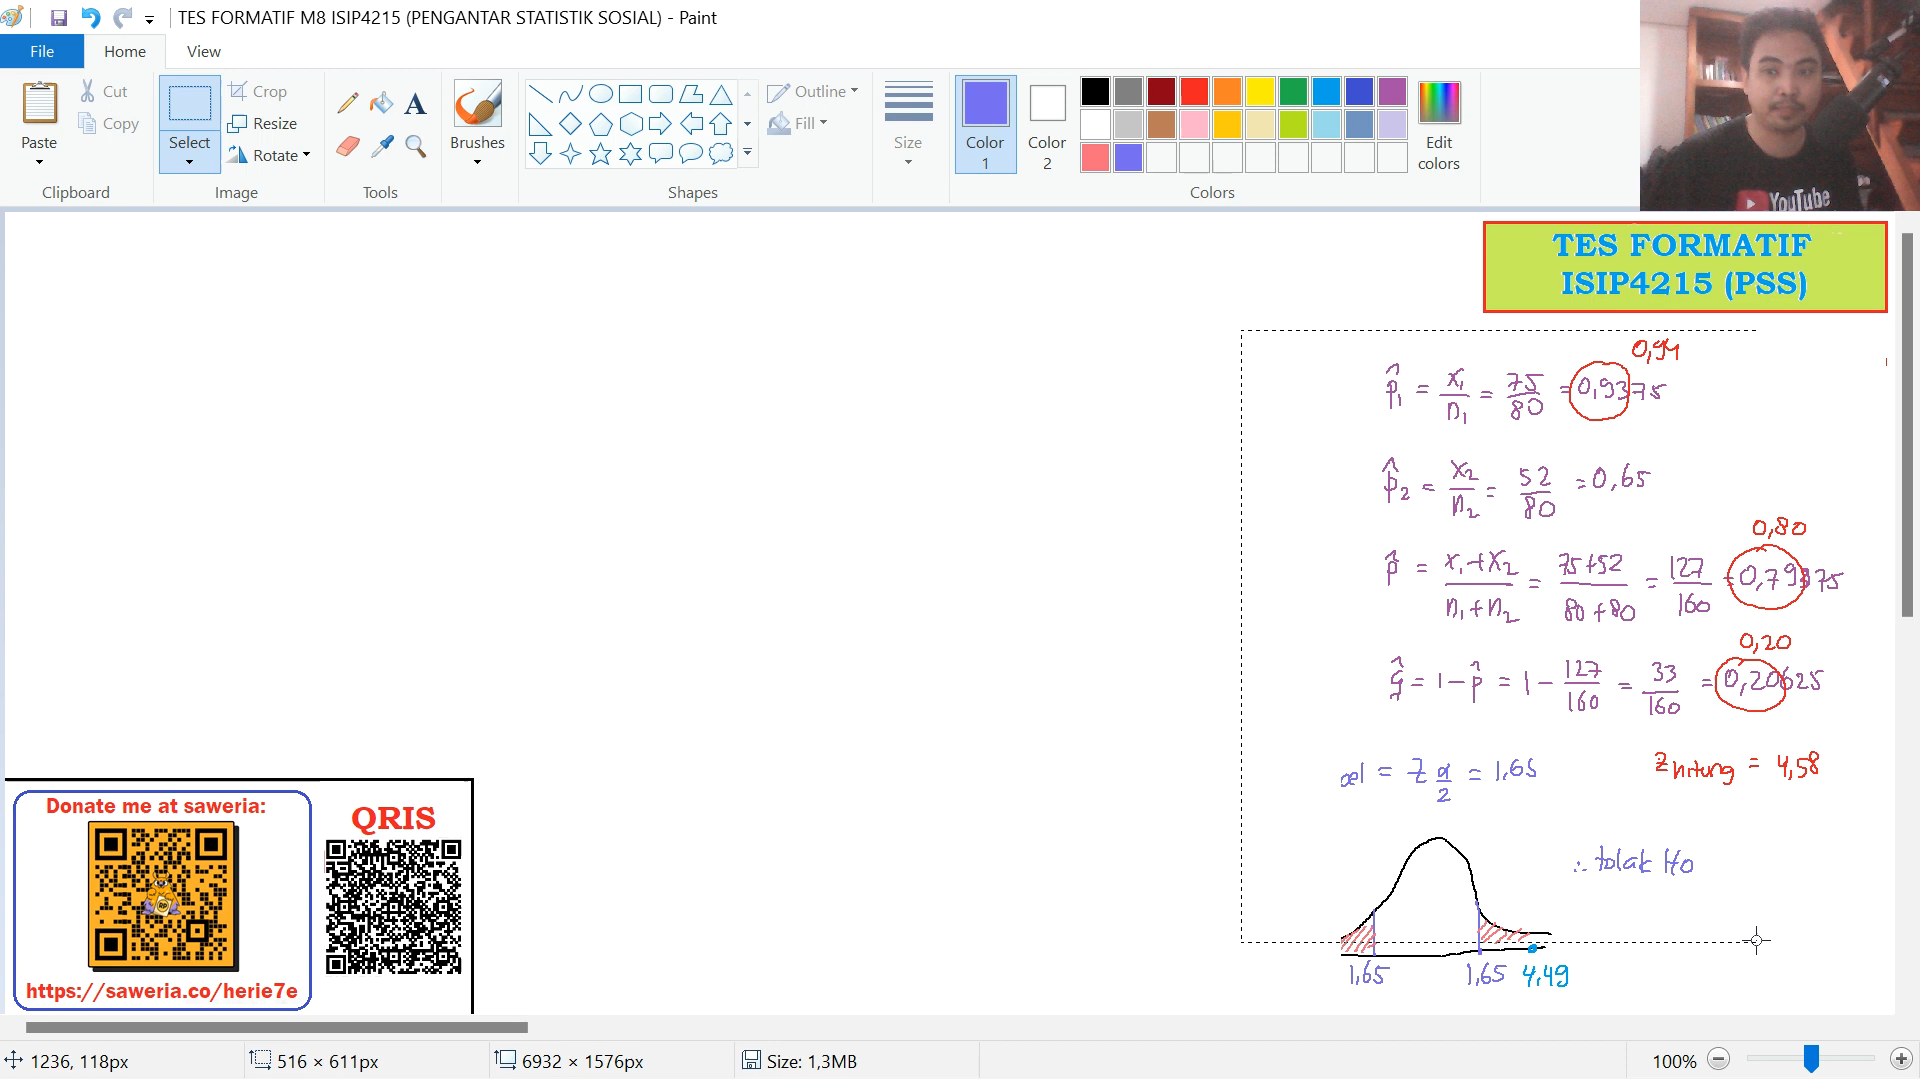 TES FORMATIF M8 ISIP4215 (PENGANTAR STATISTIK SOSIAL) - Paint
File Home View
Paste
Cut
Copy
Clipboard
Select
Crop
Resize
Rotate
Image
Tools
Brushes
Shapes
Outline
Fill
Size
Color 1
Color 2
Edit colors
Colors
YouTube
TES FORMATIF
ISIP4215 (PSS)
0,94
p̂₁ = x₁/n₁ = 75/80 = 0,9375
p̂₂ = x₂/n₂ = 52/80 = 0,65
0,80
p̂ = x₁+x₂/n₁+n₂ = 75+52/80+80 = 127/160 = 0,79375
0,20
q̂ = 1 - p̂ = 1 - 127/160 = 33/160 = 0,20625
= Z α/2 = 1,65
Z hitung = 4,58
∴ tolak H0
1,65 1,65 4,49
Donate me at saweria:
https://saweria.co/herie7e
QRIS
1236, 118px
516 × 611px
6932 × 1576px
Size: 1,3MB
100%